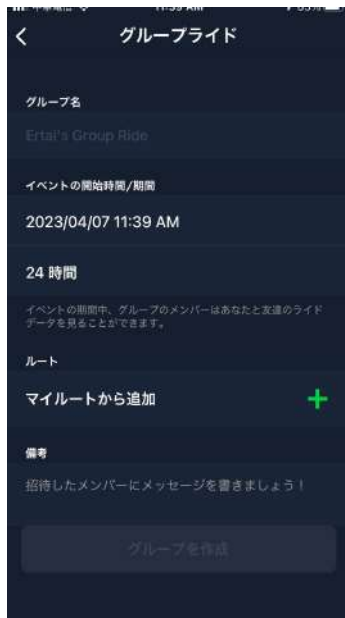 11:39 AM
グループライド
グループ名
Ertai's Group Ride
イベントの開始時間/期間
2023/04/07 11:39 AM
24 時間
イベントの期間中、グループのメンバーはあなたと友達のライド
データを見ることができます。
ルート
マイルートから追加
備考
招待したメンバーにメッセージを書きましょう！
グループを作成